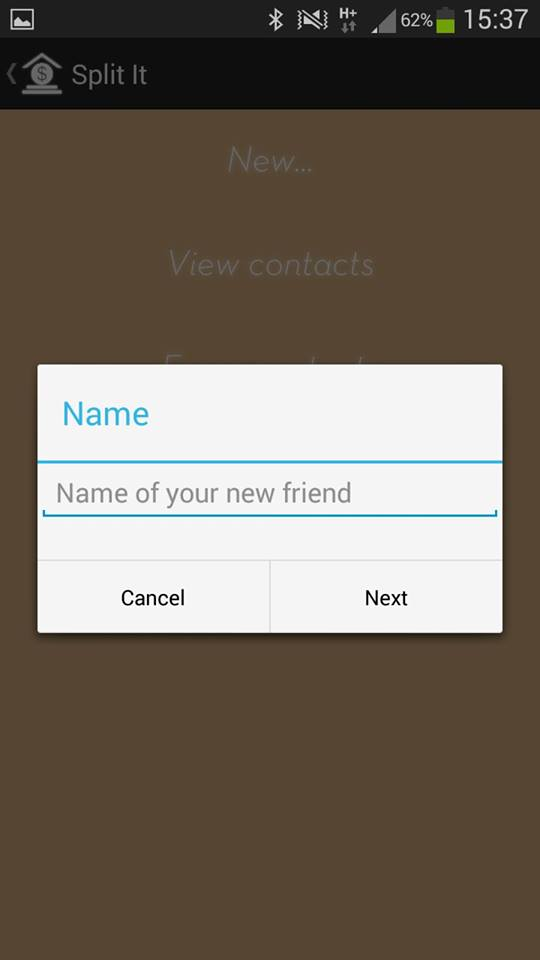 H+
62% 15:37
Split It
New...
View contacts
Name
Name of your new friend
Cancel Next